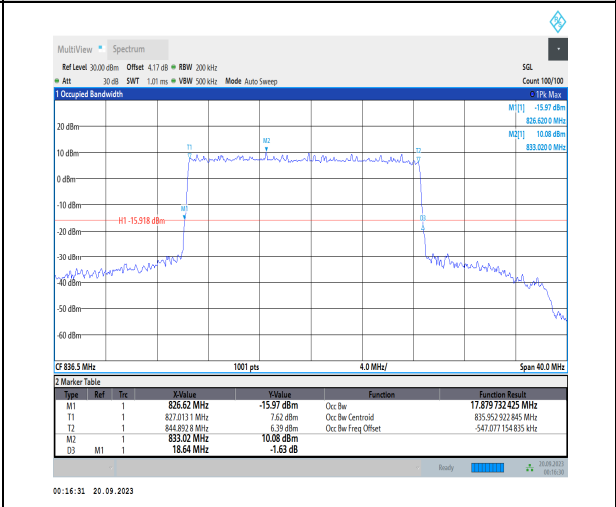 MultiView Spectrum
Ref Level 30.00 dBm Offset 4.17 dB RBW 200 kHz SGL
Att 30 dB SWT 1.01 ms VBW 500 kHz Mode Auto Sweep Count 100/100
1 Occupied Bandwidth 1Pk Max
M1[1] -15.97 dBm
826.620 0 MHz
M2[1] 10.08 dBm
833.020 0 MHz
20 dBm
M2
T1 T2
10 dBm
0 dBm
-10 dBm
M1
H1 -15.918 dBm
D3
-20 dBm
-30 dBm
-40 dBm
-50 dBm
-60 dBm
CF 836.5 MHz 1001 pts 4.0 MHz/ Span 40.0 MHz
2 Marker Table
Type Ref Trc X-Value Y-Value Function Function Result
M1 1 826.62 MHz -15.97 dBm Occ Bw 17.879 732 425 MHz
T1 1 827.013 1 MHz 7.62 dBm Occ Bw Centroid 835.952 922 845 MHz
T2 1 844.892 8 MHz 6.39 dBm Occ Bw Freq Offset -547.077 154 835 kHz
M2 1 833.02 MHz 10.08 dBm
D3 M1 1 18.64 MHz -1.63 dB
Ready 20.09.2023
00:16:30
00:16:31 20.09.2023